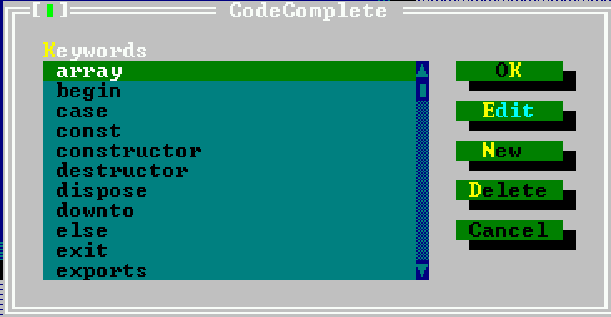 CodeComplete
Keywords
array
begin
case
const
constructor
destructor
dispose
downto
else
exit
exports
OK
Edit
New
Delete
Cancel